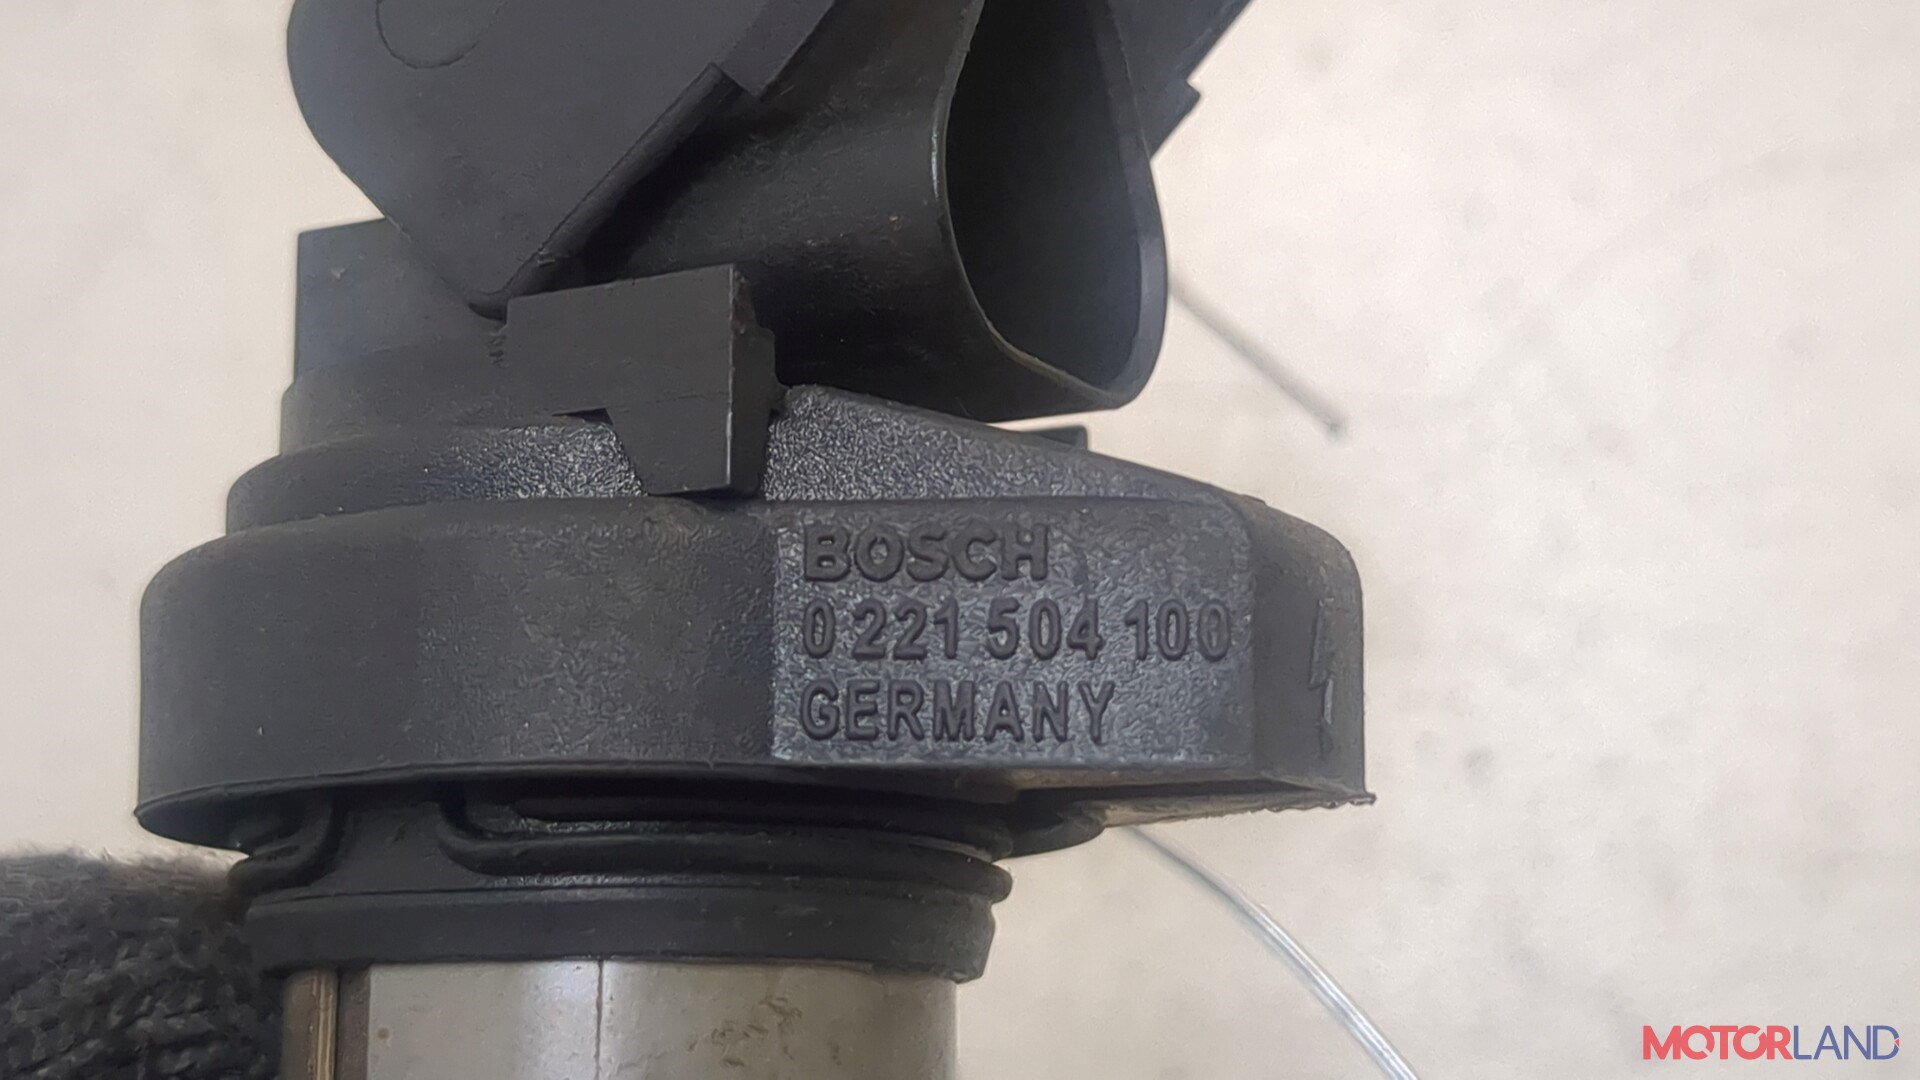 BOSCH
0 221 504 100
GERMANY
MOTORLAND